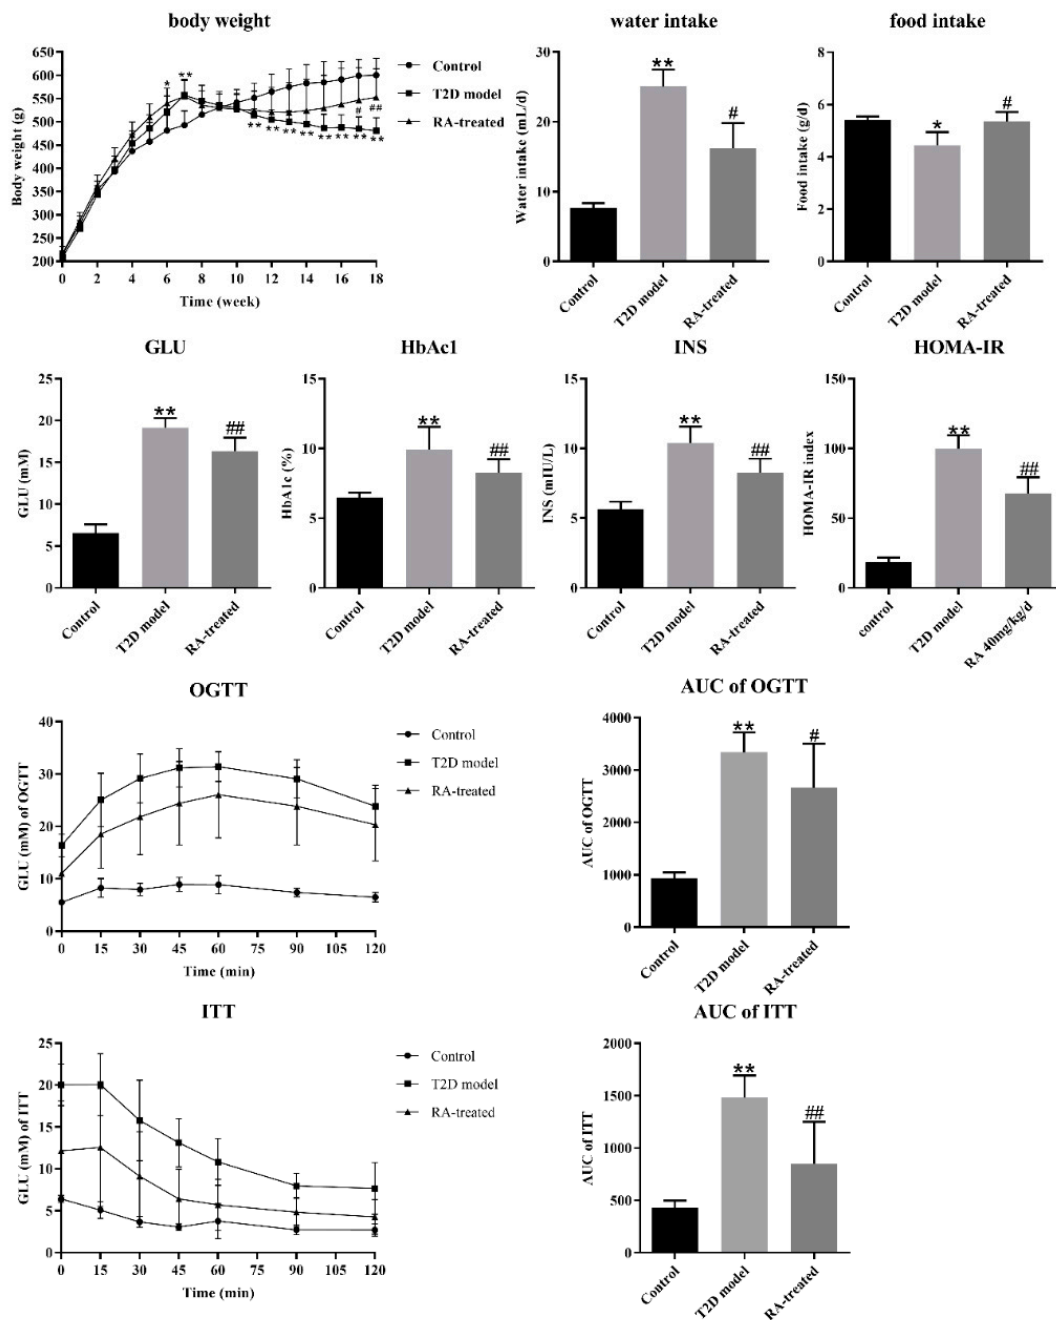 body weight
650
600
550
500
450
400
350
300
250
200
Body weight (g)
0 2 4 6 8 10 12 14 16 18
Time (week)
* ** ** ** ** ** ** ** ** **
# ##
Control
T2D model
RA-treated
water intake
30
20
10
0
Water intake (mL/d)
**
#
Control
T2D model
RA-treated
food intake
8
6
4
2
0
Food intake (g/d)
*
#
Control
T2D model
RA-treated
GLU
25
20
15
10
5
0
GLU (mM)
**
##
Control
T2D model
RA-treated
HbAc1
15
10
5
0
HbA1c (%)
**
##
Control
T2D model
RA-treated
INS
15
10
5
0
INS (mIU/L)
**
##
Control
T2D model
RA-treated
HOMA-IR
150
100
50
0
HOMA-IR index
**
##
control
T2D model
RA 40mg/kg/d
OGTT
40
30
20
10
0
GLU (mM) of OGTT
0 15 30 45 60 75 90 105 120
Time (min)
Control
T2D model
RA-treated
AUC of OGTT
4000
3000
2000
1000
0
AUC of OGTT
**
#
Control
T2D model
RA-treated
ITT
25
20
15
10
5
0
GLU (mM) of ITT
0 15 30 45 60 75 90 105 120
Time (min)
Control
T2D model
RA-treated
AUC of ITT
2000
1500
1000
500
0
AUC of ITT
**
##
Control
T2D model
RA-treated